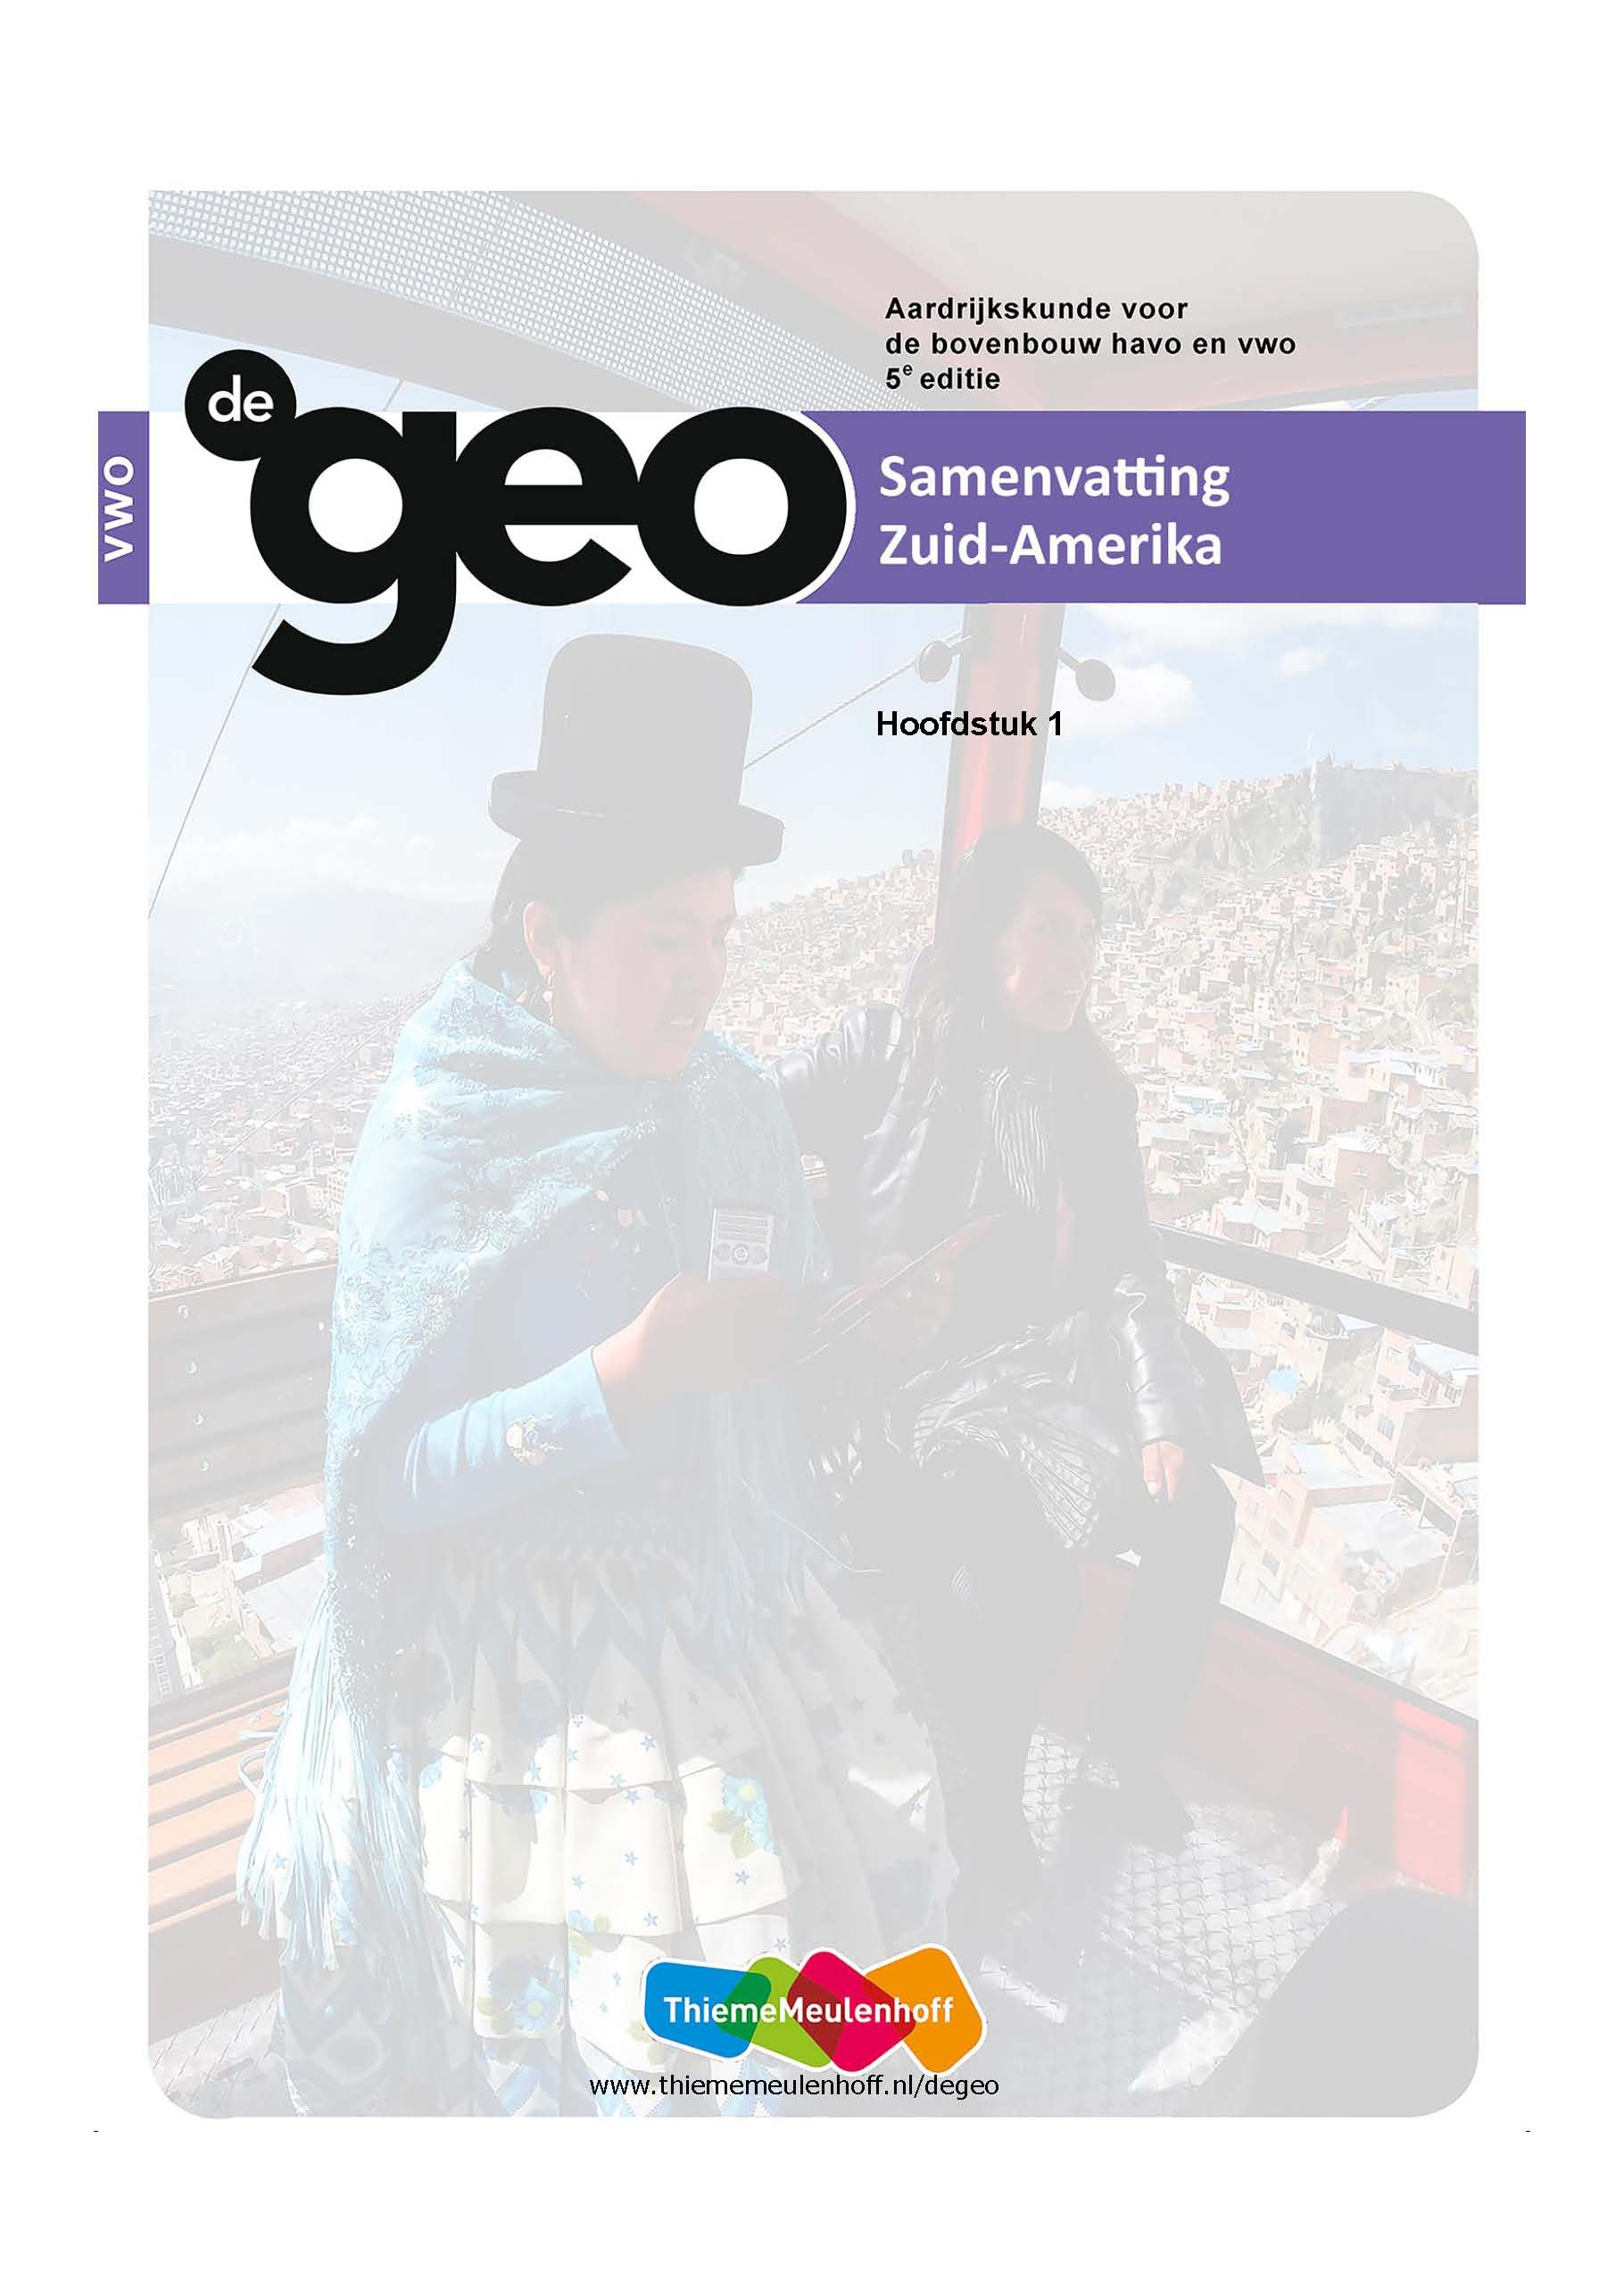 Aardrijkskunde voor
de bovenbouw havo en vwo
5e editie
vwo
de
geo
Samenvatting
Zuid-Amerika
Hoofdstuk 1
ThiemeMeulenhoff
www.thiememeulenhoff.nl/degeo